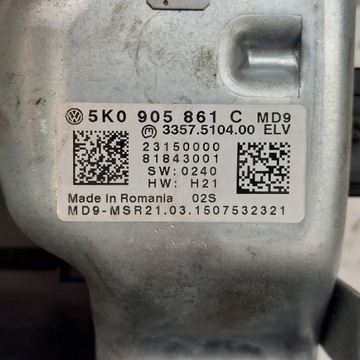 5K0 905 861 C MD9
3357.5104.00 ELV
23150000
81843001
SW: 0240
HW: H21
Made in Romania 02S
MD9-MSR21.03.1507532321